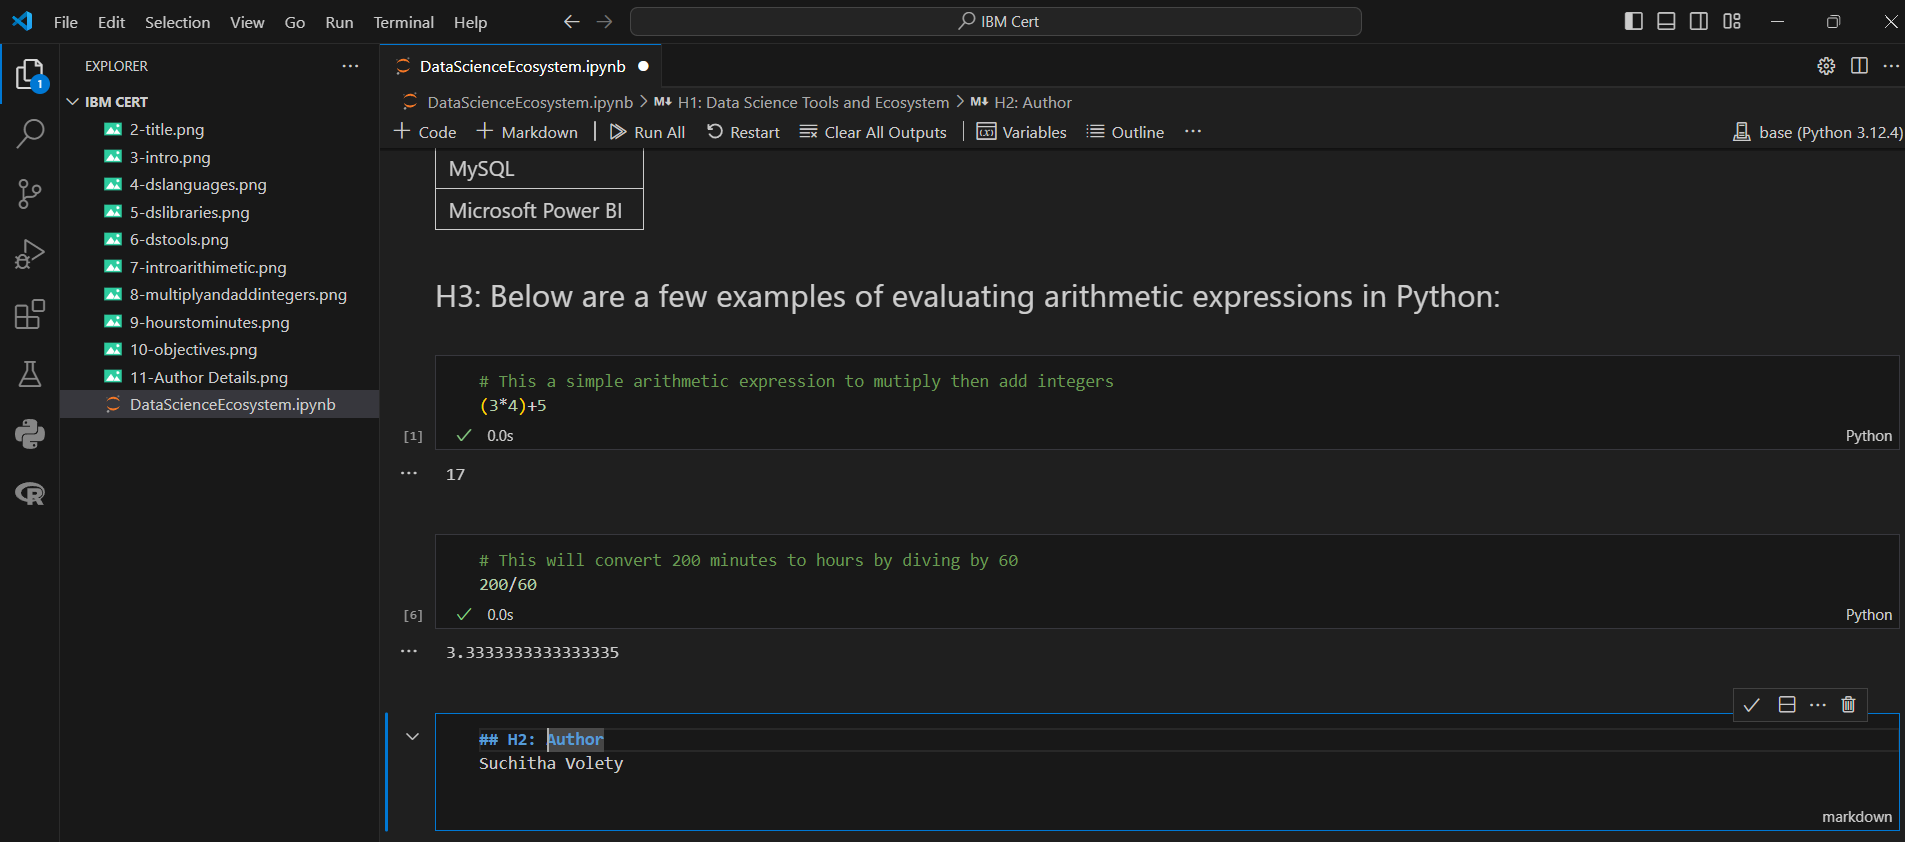 File Edit Selection View Go Run Terminal Help
IBM Cert
EXPLORER
1
IBM CERT
2-title.png
3-intro.png
4-dslanguages.png
5-dslibraries.png
6-dstools.png
7-introarithimetic.png
8-multiplyandaddintegers.png
9-hourstominutes.png
10-objectives.png
11-Author Details.png
DataScienceEcosystem.ipynb
DataScienceEcosystem.ipynb
DataScienceEcosystem.ipynb > M↓ H1: Data Science Tools and Ecosystem > M↓ H2: Author
+ Code + Markdown | Run All Restart Clear All Outputs | Variables Outline ···
base (Python 3.12.4)
MySQL
Microsoft Power BI
H3: Below are a few examples of evaluating arithmetic expressions in Python:
# This a simple arithmetic expression to mutiply then add integers
(3*4)+5
[1] ✓ 0.0s Python
··· 17
# This will convert 200 minutes to hours by diving by 60
200/60
[6] ✓ 0.0s Python
··· 3.3333333333333335
## H2: Author
Suchitha Volety
markdown
R